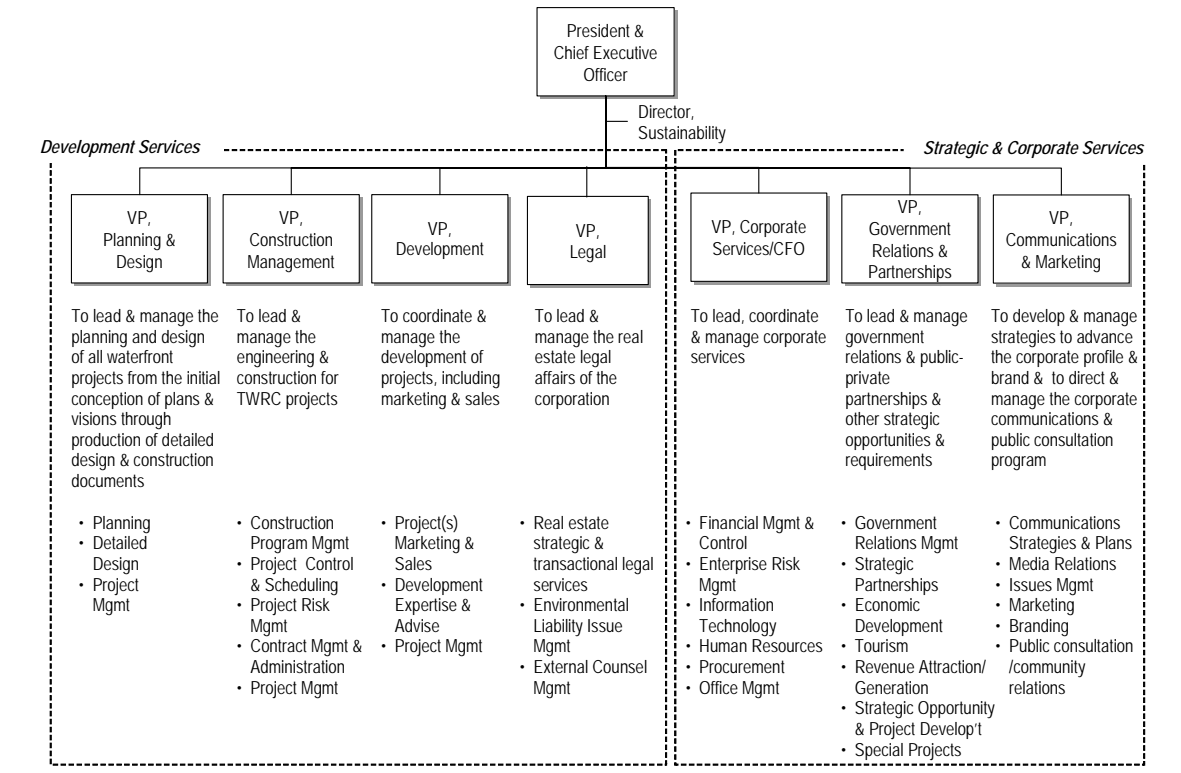 President &
Chief Executive
Officer
Director,
Sustainability
Development Services
Strategic & Corporate Services
VP,
Planning &
Design
VP,
Construction
Management
VP,
Development
VP,
Legal
VP, Corporate
Services/CFO
VP,
Government
Relations &
Partnerships
VP,
Communications
& Marketing
To lead & manage the
planning and design
of all waterfront
projects from the initial
conception of plans &
visions through
production of detailed
design & construction
documents
To lead &
manage the
engineering &
construction for
TWRC projects
To coordinate &
manage the
development of
projects, including
marketing & sales
To lead &
manage the real
estate legal
affairs of the
corporation
To lead, coordinate
& manage corporate
services
To lead & manage
government
relations & public-
private
partnerships &
other strategic
opportunities &
requirements
To develop & manage
strategies to advance
the corporate profile &
brand & to direct &
manage the corporate
communications &
public consultation
program
• Planning
• Detailed
Design
• Project
Mgmt
• Construction
Program Mgmt
• Project Control
& Scheduling
• Project Risk
Mgmt
• Contract Mgmt &
Administration
• Project Mgmt
• Project(s)
Marketing &
Sales
• Development
Expertise &
Advise
• Project Mgmt
• Real estate
strategic &
transactional legal
services
• Environmental
Liability Issue
Mgmt
• External Counsel
Mgmt
• Financial Mgmt &
Control
• Enterprise Risk
Mgmt
• Information
Technology
• Human Resources
• Procurement
• Office Mgmt
• Government
Relations Mgmt
• Strategic
Partnerships
• Economic
Development
• Tourism
• Revenue Attraction/
Generation
• Strategic Opportunity
& Project Develop't
• Special Projects
• Communications
Strategies & Plans
• Media Relations
• Issues Mgmt
• Marketing
• Branding
• Public consultation
/community
relations